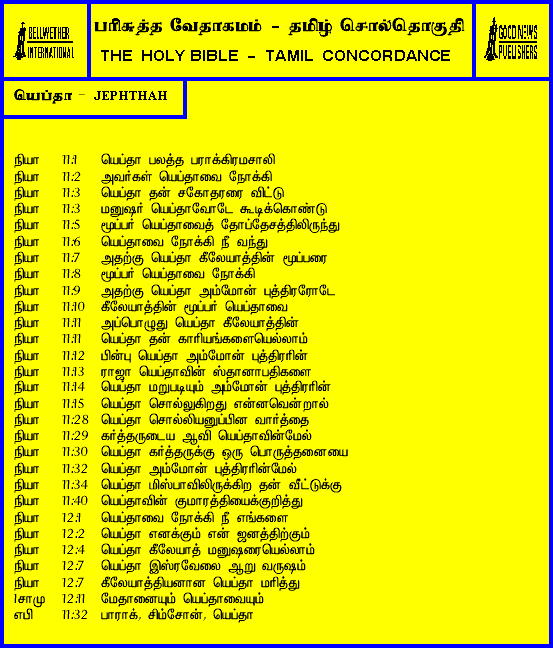 BELLWETHER
INTERNATIONAL
பரிசுத்த வேதாகமம் - தமிழ் சொல்தொகுதி
THE HOLY BIBLE - TAMIL CONCORDANCE
GOOD NEWS
PUBLISHERS
யெப்தா - JEPHTHAH
நியா 11:1 யெப்தா பலத்த பராக்கிரமசாலி
நியா 11:2 அவர்கள் யெப்தாவை நோக்கி
நியா 11:3 யெப்தா தன் சகோதரரை விட்டு
நியா 11:3 மனுஷர் யெப்தாவோடே கூடிக்கொண்டு
நியா 11:5 மூப்பர் யெப்தாவைத் தோப்தேசத்திலிருந்து
நியா 11:6 யெப்தாவை நோக்கி நீ வந்து
நியா 11:7 அதற்கு யெப்தா கீலேயாத்தின் மூப்பரை
நியா 11:8 மூப்பர் யெப்தாவை நோக்கி
நியா 11:9 அதற்கு யெப்தா அம்மோன் புத்திரரோடே
நியா 11:10 கீலேயாத்தின் மூப்பர் யெப்தாவை
நியா 11:11 அப்பொழுது யெப்தா கீலேயாத்தின்
நியா 11:11 யெப்தா தன் காரியங்களையெல்லாம்
நியா 11:12 பின்பு யெப்தா அம்மோன் புத்திரரின்
நியா 11:13 ராஜா யெப்தாவின் ஸ்தானாபதிகளை
நியா 11:14 யெப்தா மறுபடியும் அம்மோன் புத்திரரின்
நியா 11:15 யெப்தா சொல்லுகிறது என்னவென்றால்
நியா 11:28 யெப்தா சொல்லியனுப்பின வார்த்தை
நியா 11:29 கர்த்தருடைய ஆவி யெப்தாவின்மேல்
நியா 11:30 யெப்தா கர்த்தருக்கு ஒரு பொருத்தனையை
நியா 11:32 யெப்தா அம்மோன் புத்திரரின்மேல்
நியா 11:34 யெப்தா மிஸ்பாவிலிருக்கிற தன் வீட்டுக்கு
நியா 11:40 யெப்தாவின் குமாரத்தியைக்குறித்து
நியா 12:1 யெப்தாவை நோக்கி நீ எங்களை
நியா 12:2 யெப்தா எனக்கும் என் ஜனத்திற்கும்
நியா 12:4 யெப்தா கீலேயாத் மனுஷரையெல்லாம்
நியா 12:7 யெப்தா இஸ்ரவேலை ஆறு வருஷம்
நியா 12:7 கீலேயாத்தியனான யெப்தா மரித்து
1சாமு 12:11 மேதானையும் யெப்தாவையும்
எபி 11:32 பாராக், சிம்சோன், யெப்தா